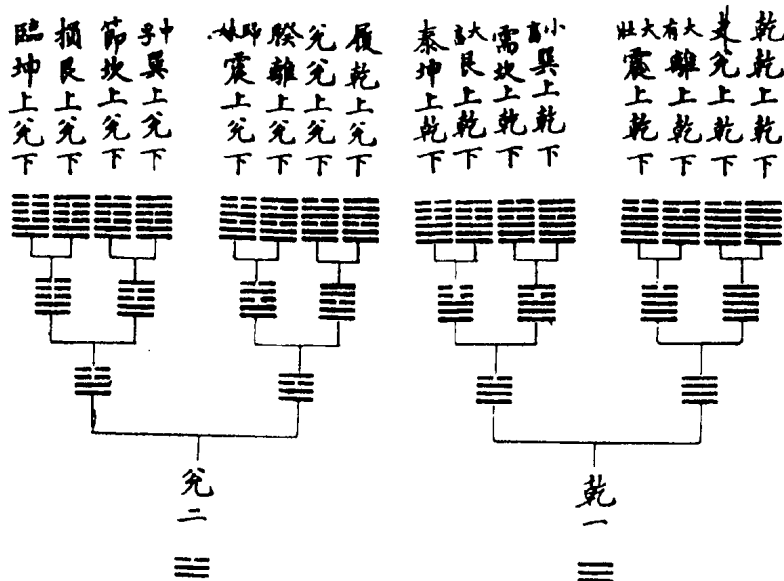 乾乾上乾下
夬兌上乾下
大有離上乾下
大壯震上乾下
小畜巽上乾下
需坎上乾下
大畜艮上乾下
泰坤上乾下
履乾上兌下
兌兌上兌下
睽離上兌下
歸妹震上兌下
中孚巽上兌下
節坎上兌下
損艮上兌下
臨坤上兌下
乾一
兌二